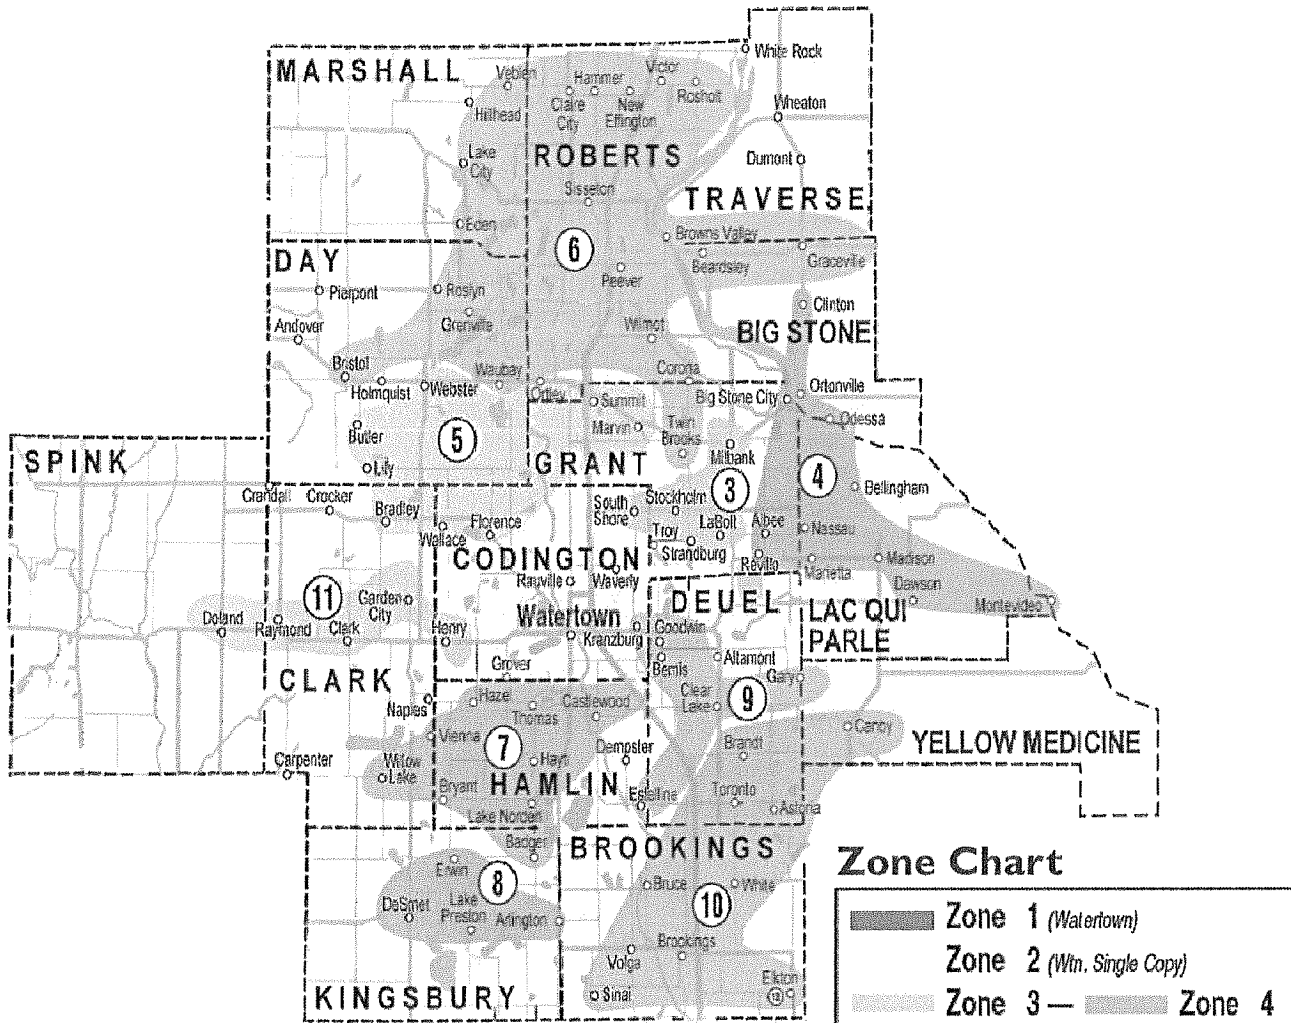 White Rock
MARSHALL
Veblen
Hammer
Victor
Hillhead
Claire City
New Effington
Rosholt
Wheaton
Lake City
ROBERTS
Dumont
Sisseton
TRAVERSE
Eden
Browns Valley
6
DAY
Beardsley
Graceville
Peever
Pierpont
Roslyn
Clinton
Grenville
Andover
Wilmot
BIG STONE
Bristol
Waubay
Corona
Holmquist
Webster
Ortley
Summit
Big Stone City
Ortonville
Odessa
Butler
Marvin
Twin Brooks
5
Milbank
SPINK
Lily
GRANT
3
4
Bellingham
Crandall
Crocker
Bradley
South Shore
Stockholm
Florence
Wallace
Troy
LaBolt
Albee
Nassau
Strandburg
CODINGTON
Revillo
Marietta
Madison
Rauville
Waverly
Dawson
11
Garden City
DEUEL
LAC QUI PARLE
Montevideo
Doland
Raymond
Clark
Henry
Watertown
Kranzburg
Goodwin
Grover
Bemis
Altamont
CLARK
Gary
Naples
Haze
Thomas
Castlewood
Clear Lake
9
Vienna
7
Hayti
Dempster
Brandt
Canby
YELLOW MEDICINE
Carpenter
Willow Lake
Bryant
HAMLIN
Estelline
Toronto
Astoria
Lake Norden
Badger
BROOKINGS
Zone Chart
Erwin
8
Bruce
10
White
DeSmet
Lake Preston
Arlington
Zone 1 (Watertown)
Brookings
Volga
Zone 2 (Wtn. Single Copy)
Elkton
Sinai
13
KINGSBURY
Zone 3 — Zone 4